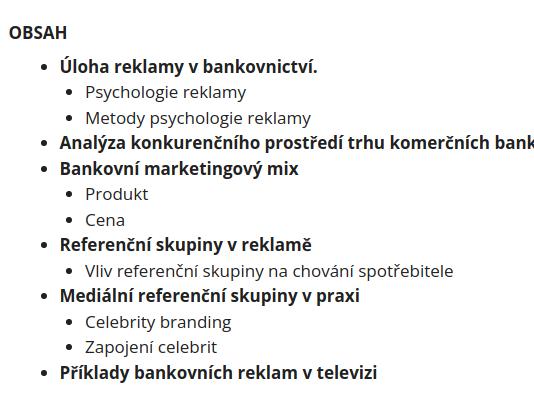 OBSAH
Úloha reklamy v bankovnictví.
Psychologie reklamy
Metody psychologie reklamy
Analýza konkurenčního prostředí trhu komerčních bank
Bankovní marketingový mix
Produkt
Cena
Referenční skupiny v reklamě
Vliv referenční skupiny na chování spotřebitele
Mediální referenční skupiny v praxi
Celebrity branding
Zapojení celebrit
Příklady bankovních reklam v televizi